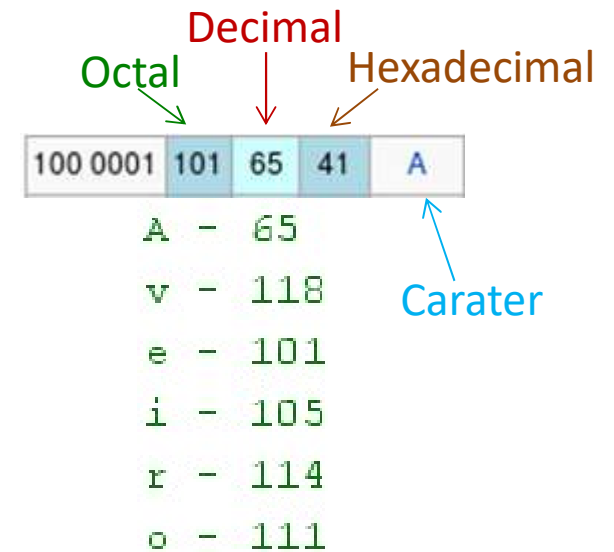 Decimal
Octal
Hexadecimal
100 0001 101 65 41 A
A - 65
v - 118
Carater
e - 101
i - 105
r - 114
o - 111